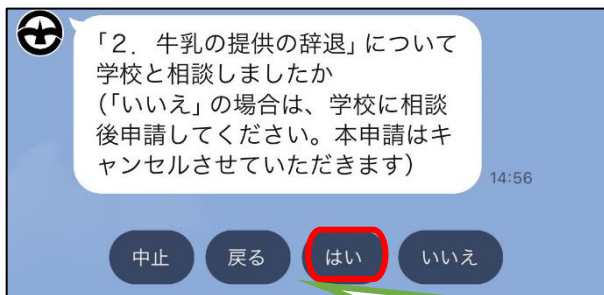 「2. 牛乳の提供の辞退」について
学校と相談しましたか
(「いいえ」の場合は、学校に相談
後申請してください。本申請はキ
ャンセルさせていただきます)
14:56
中止 戻る はい いいえ